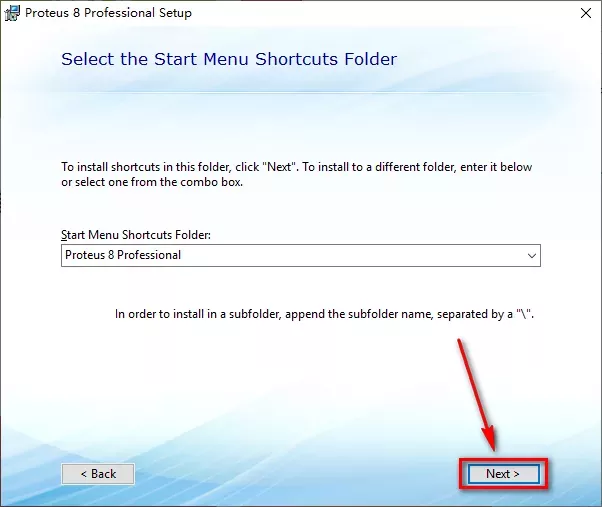 Proteus 8 Professional Setup
Select the Start Menu Shortcuts Folder
To install shortcuts in this folder, click "Next". To install to a different folder, enter it below
or select one from the combo box.
Start Menu Shortcuts Folder:
Proteus 8 Professional
In order to install in a subfolder, append the subfolder name, separated by a "\".
< Back
Next >